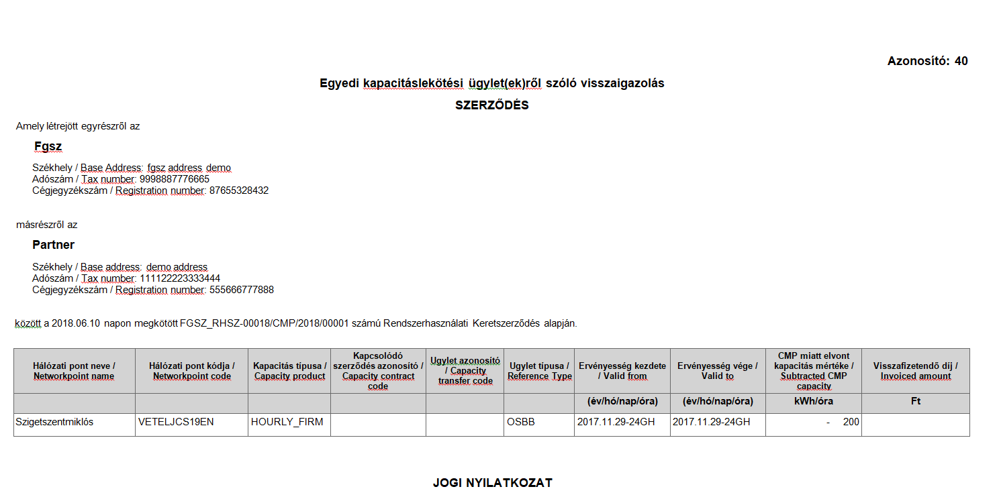 Azonosító: 40
Egyedi kapacitáslekötési ügylet(ek)ről szóló visszaigazolás
SZERZŐDÉS
Amely létrejött egyrészről az
Fgsz
Székhely / Base Address: fgsz address demo
Adószám / Tax number: 9998887776665
Cégjegyzékszám / Registration number: 87655328432
másrészről az
Partner
Székhely / Base address: demo address
Adószám / Tax number: 111122223333444
Cégjegyzékszám / Registration number: 555666777888
között a 2018.06.10 napon megkötött FGSZ_RHSZ-00018/CMP/2018/00001 számú Rendszerhasználati Keretszerződés alapján.
Hálózati pont neve /
Networkpoint name
Hálózati pont kódja /
Networkpoint code
Kapacitás típusa /
Capacity product
Kapcsolódó
szerződés azonosító /
Capacity contract
code
Ugylet azonosító
/ Capacity
transfer code
Ugylet típusa /
Reference Type
Ervényesség kezdete
/ Valid from
Ervényesség vége /
Valid to
CMP miatt elvont
kapacitás mértéke /
Subtracted CMP
capacity
Visszafizetendő díj /
Invoiced amount
(év/hó/nap/óra) (év/hó/nap/óra) kWh/óra Ft
Szigetszentmiklós VETELJCS19EN HOURLY_FIRM OSBB 2017.11.29-24GH 2017.11.29-24GH - 200
JOGI NYILATKOZAT